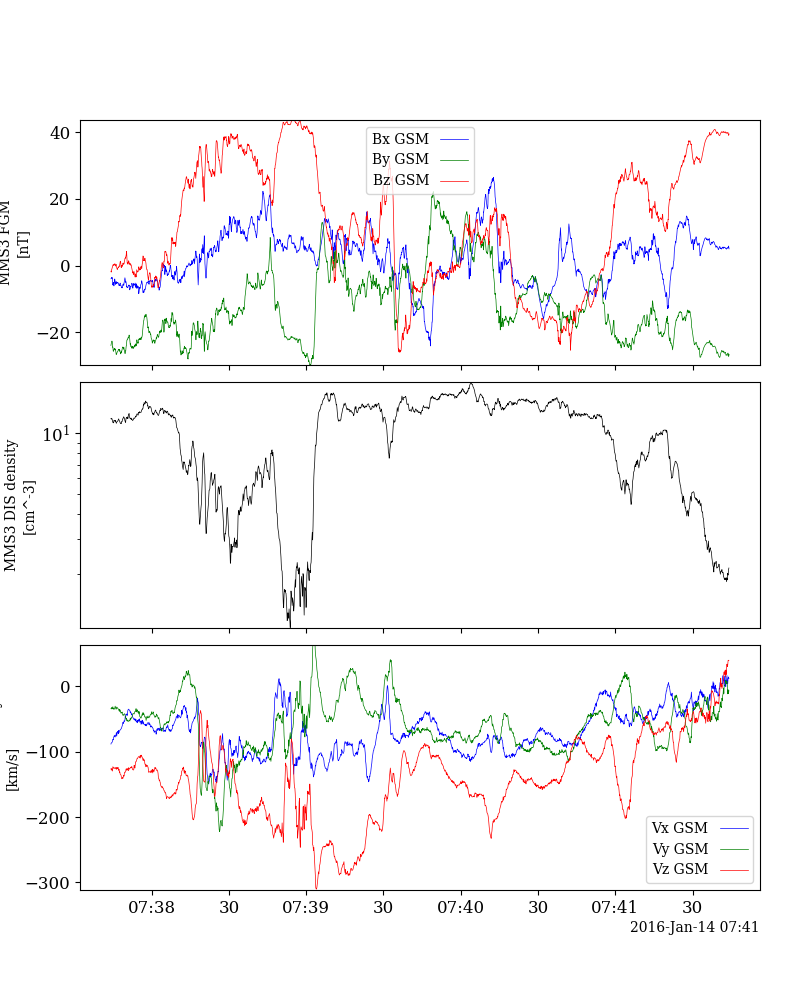 40
20
0
−20
MMS3 FGM
[nT]
Bx GSM
By GSM
Bz GSM
10^1
MMS3 DIS density
[cm^-3]
0
−100
−200
−300
[km/s]
Vx GSM
Vy GSM
Vz GSM
07:38 30 07:39 30 07:40 30 07:41 30
2016-Jan-14 07:41